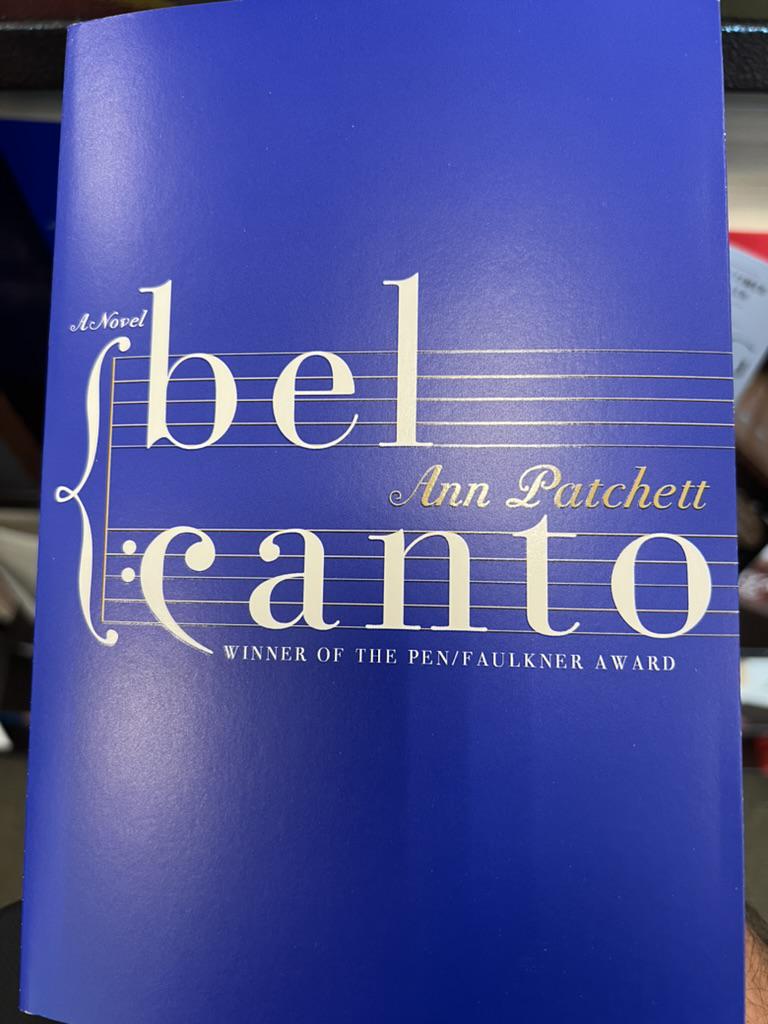 A Novel
bel
Ann Patchett
canto
WINNER OF THE PEN/FAULKNER AWARD